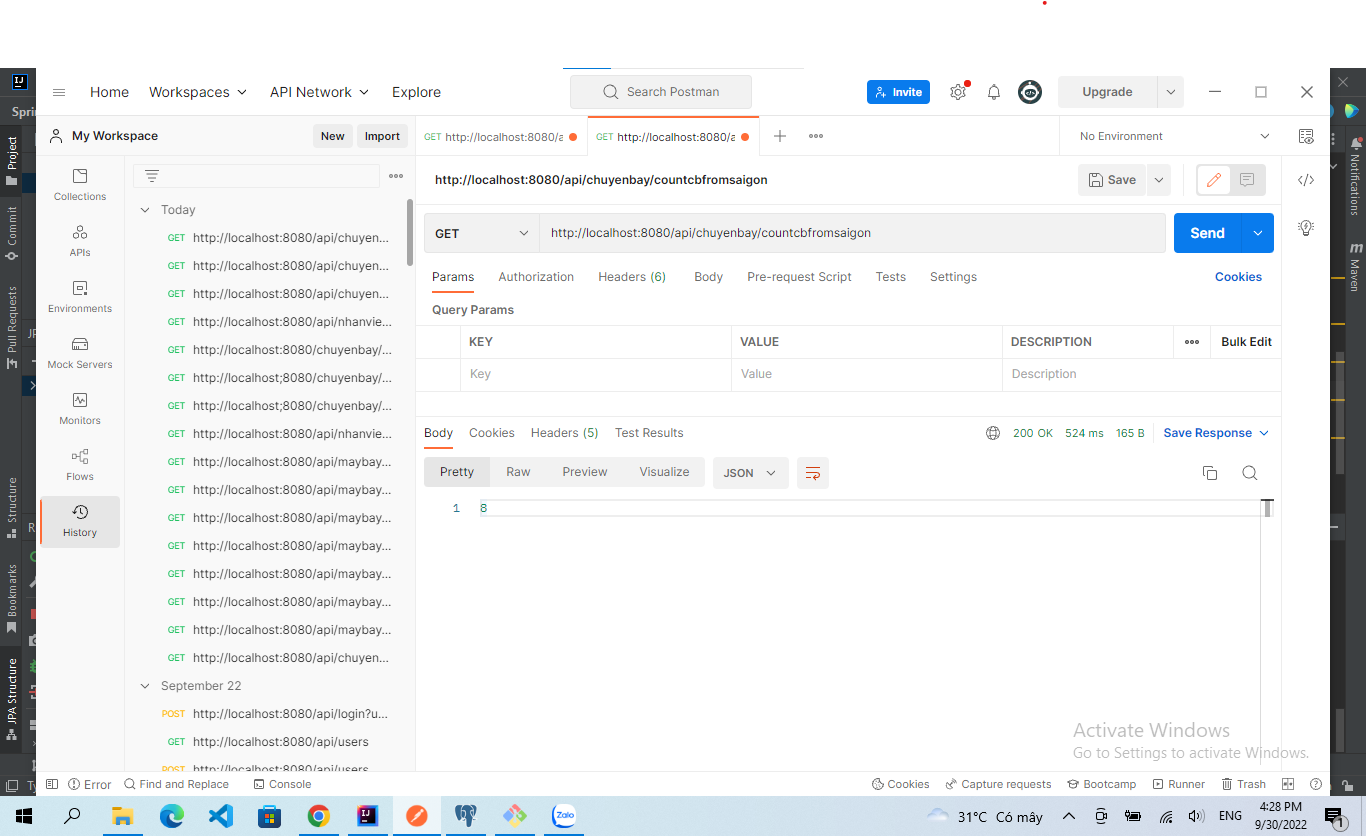 Home Workspaces API Network Explore Search Postman Invite Upgrade
IJ
Sprin
My Workspace New Import GET http://localhost:8080/a GET http://localhost:8080/a No Environment
Project
Commit
Pull Requests
Structure
Bookmarks
JPA Structure
Notifications
m
Maven
Collections
APIs
Environments
Mock Servers
Monitors
Flows
History
Today
GET http://localhost:8080/api/chuyen...
GET http://localhost:8080/api/chuyen...
GET http://localhost:8080/api/chuyen...
GET http://localhost:8080/api/nhanvie...
GET http://localhost:8080/chuyenbay/...
GET http://localhost;8080/chuyenbay/...
GET http://localhost;8080/chuyenbay/...
GET http://localhost:8080/api/nhanvie...
GET http://localhost:8080/api/maybay...
GET http://localhost:8080/api/maybay...
GET http://localhost:8080/api/maybay...
GET http://localhost:8080/api/maybay...
GET http://localhost:8080/api/maybay...
GET http://localhost:8080/api/maybay...
GET http://localhost:8080/api/maybay...
GET http://localhost:8080/api/chuyen...
September 22
POST http://localhost:8080/api/login?u...
GET http://localhost:8080/api/users
POST http://localhost:8080/api/users
http://localhost:8080/api/chuyenbay/countcbfromsaigon
Save
GET http://localhost:8080/api/chuyenbay/countcbfromsaigon Send
Params Authorization Headers (6) Body Pre-request Script Tests Settings Cookies
Query Params
KEY VALUE DESCRIPTION Bulk Edit
Key Value Description
Body Cookies Headers (5) Test Results 200 OK 524 ms 165 B Save Response
Pretty Raw Preview Visualize JSON
1 8
Activate Windows
Go to Settings to activate Windows.
Error Find and Replace Console Cookies Capture requests Bootcamp Runner Trash
Zalo 31°C Có mây ENG
4:28 PM
9/30/2022
1